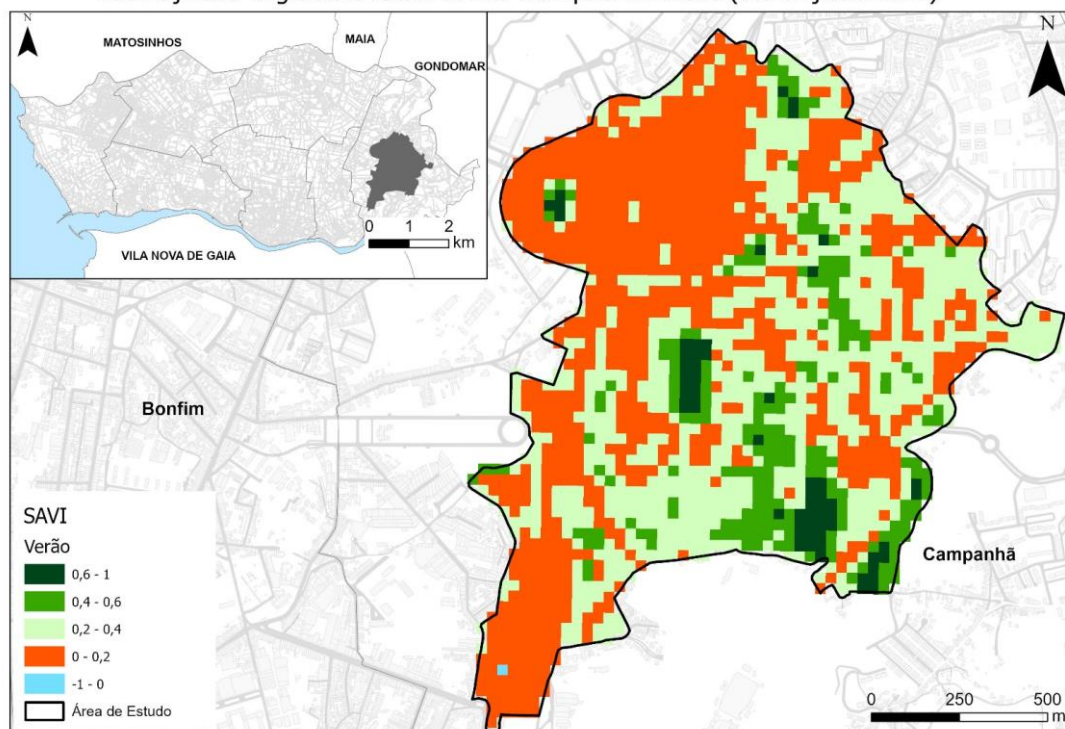 MATOSINHOS
MAIA
GONDOMAR
N
N
0 1 2
km
VILA NOVA DE GAIA
Bonfim
Campanhã
SAVI
Verão
0,6 - 1
0,4 - 0,6
0,2 - 0,4
0 - 0,2
-1 - 0
Área de Estudo
0 250 500
m